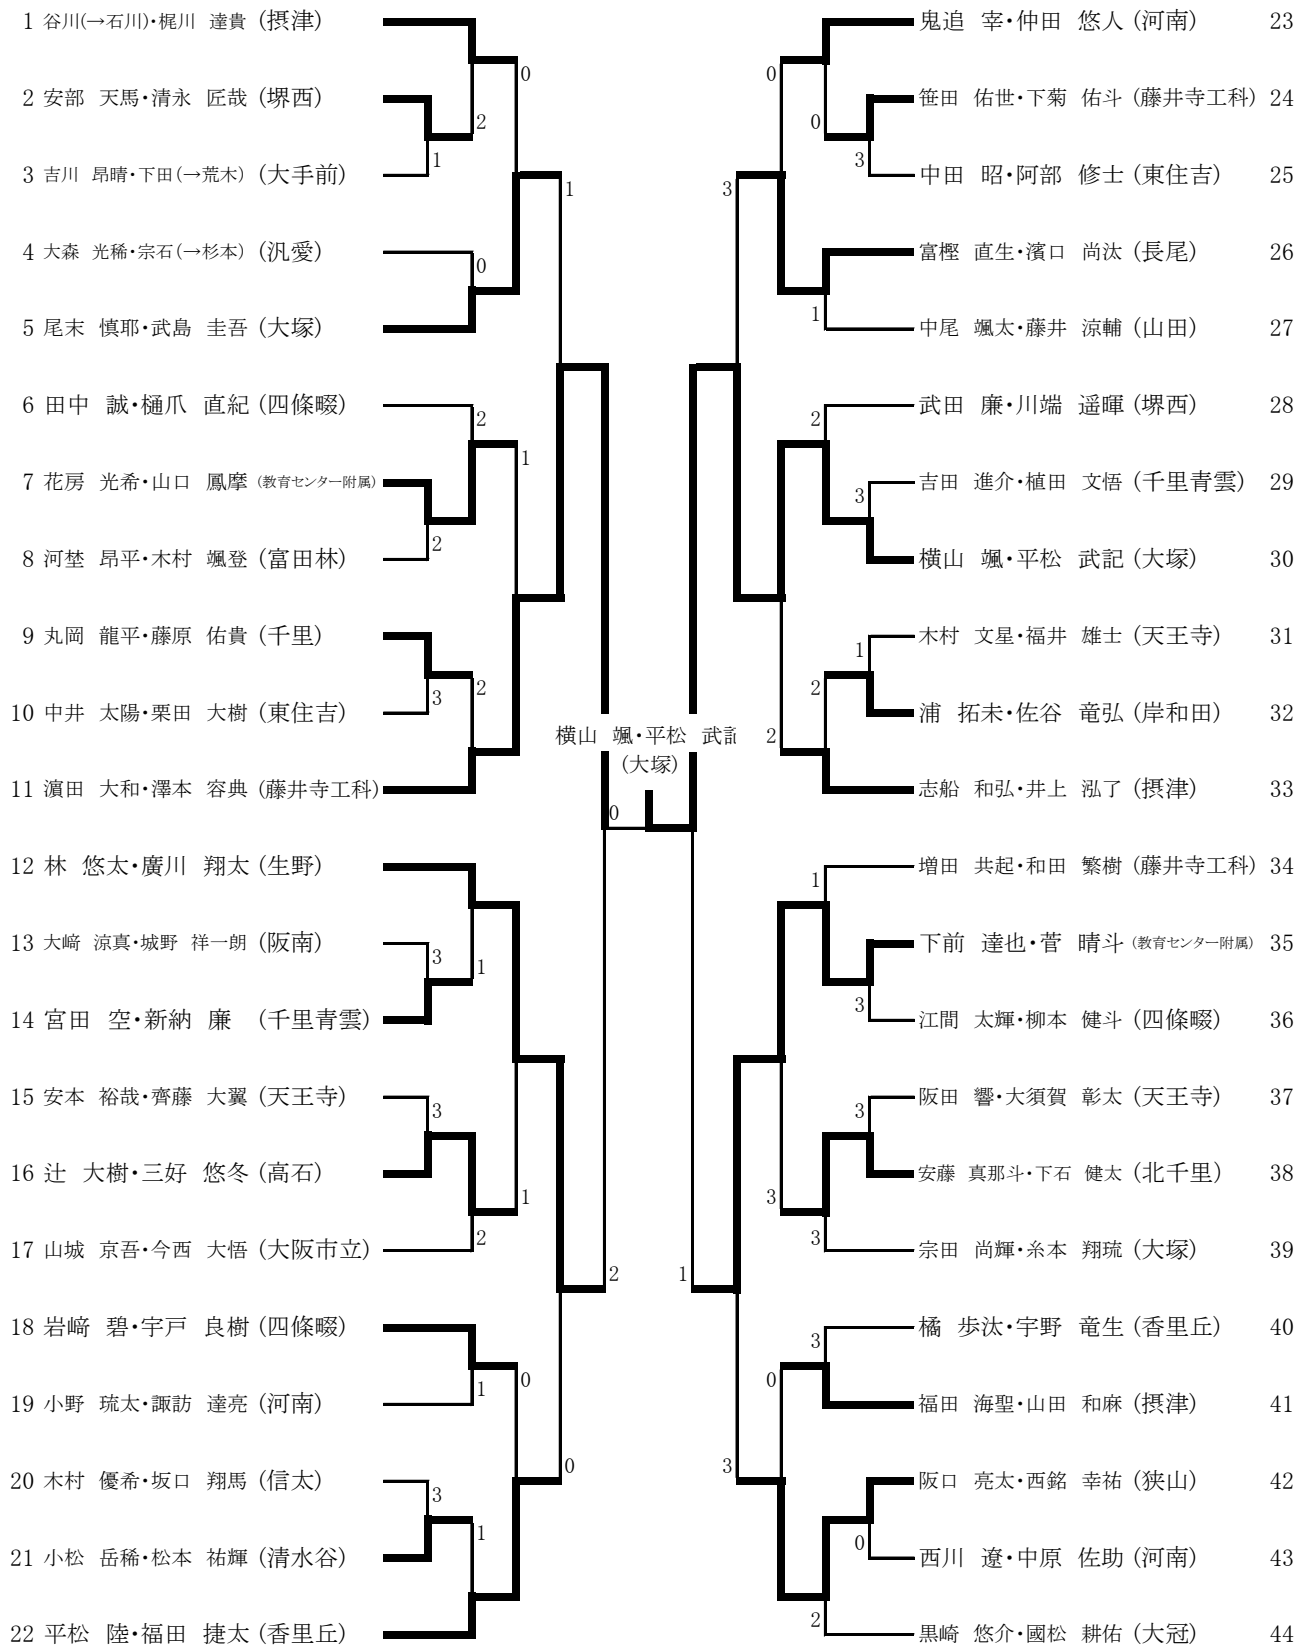 1 谷川(→石川)・梶川 達貴 (摂津)
0
2
2 安部 天馬・清永 匠哉 (堺西)
1
3 吉川 昂晴・下田(→荒木) (大手前)
1
4 大森 光稀・宗石(→杉本) (汎愛)
0
5 尾末 慎耶・武島 圭吾 (大塚)
6 田中 誠・樋爪 直紀 (四條畷)
2
1
7 花房 光希・山口 鳳摩 (教育センター附属)
2
8 河埜 昂平・木村 颯登 (富田林)
9 丸岡 龍平・藤原 佑貴 (千里)
3
2
10 中井 太陽・栗田 大樹 (東住吉)
11 濵田 大和・澤本 容典 (藤井寺工科)
0
12 林 悠太・廣川 翔太 (生野)
13 大﨑 涼真・城野 祥一朗 (阪南)
3
1
14 宮田 空・新納 廉 (千里青雲)
15 安本 裕哉・齊藤 大翼 (天王寺)
3
16 辻 大樹・三好 悠冬 (高石)
1
17 山城 京吾・今西 大悟 (大阪市立)
2
2
18 岩﨑 碧・宇戸 良樹 (四條畷)
1
0
19 小野 琉太・諏訪 達亮 (河南)
0
20 木村 優希・坂口 翔馬 (信太)
3
1
21 小松 岳稀・松本 祐輝 (清水谷)
22 平松 陸・福田 捷太 (香里丘)
横山 颯・平松 武記
(大塚)
鬼追 宰・仲田 悠人 (河南) 23
0
笹田 佑世・下菊 佑斗 (藤井寺工科) 24
0
3
中田 昭・阿部 修士 (東住吉) 25
3
富樫 直生・濱口 尚汰 (長尾) 26
1
中尾 颯太・藤井 涼輔 (山田) 27
武田 廉・川端 遥暉 (堺西) 28
2
吉田 進介・植田 文悟 (千里青雲) 29
3
横山 颯・平松 武記 (大塚) 30
木村 文星・福井 雄士 (天王寺) 31
1
2
浦 拓未・佐谷 竜弘 (岸和田) 32
2
志船 和弘・井上 泓了 (摂津) 33
増田 共起・和田 繁樹 (藤井寺工科) 34
1
下前 達也・菅 晴斗 (教育センター附属) 35
3
江間 太輝・柳本 健斗 (四條畷) 36
阪田 響・大須賀 彰太 (天王寺) 37
3
安藤 真那斗・下石 健太 (北千里) 38
3
3
宗田 尚輝・糸本 翔琉 (大塚) 39
1
橘 歩汰・宇野 竜生 (香里丘) 40
3
0
福田 海聖・山田 和麻 (摂津) 41
3
阪口 亮太・西銘 幸祐 (狭山) 42
0
西川 遼・中原 佐助 (河南) 43
2
黒崎 悠介・國松 耕佑 (大冠) 44